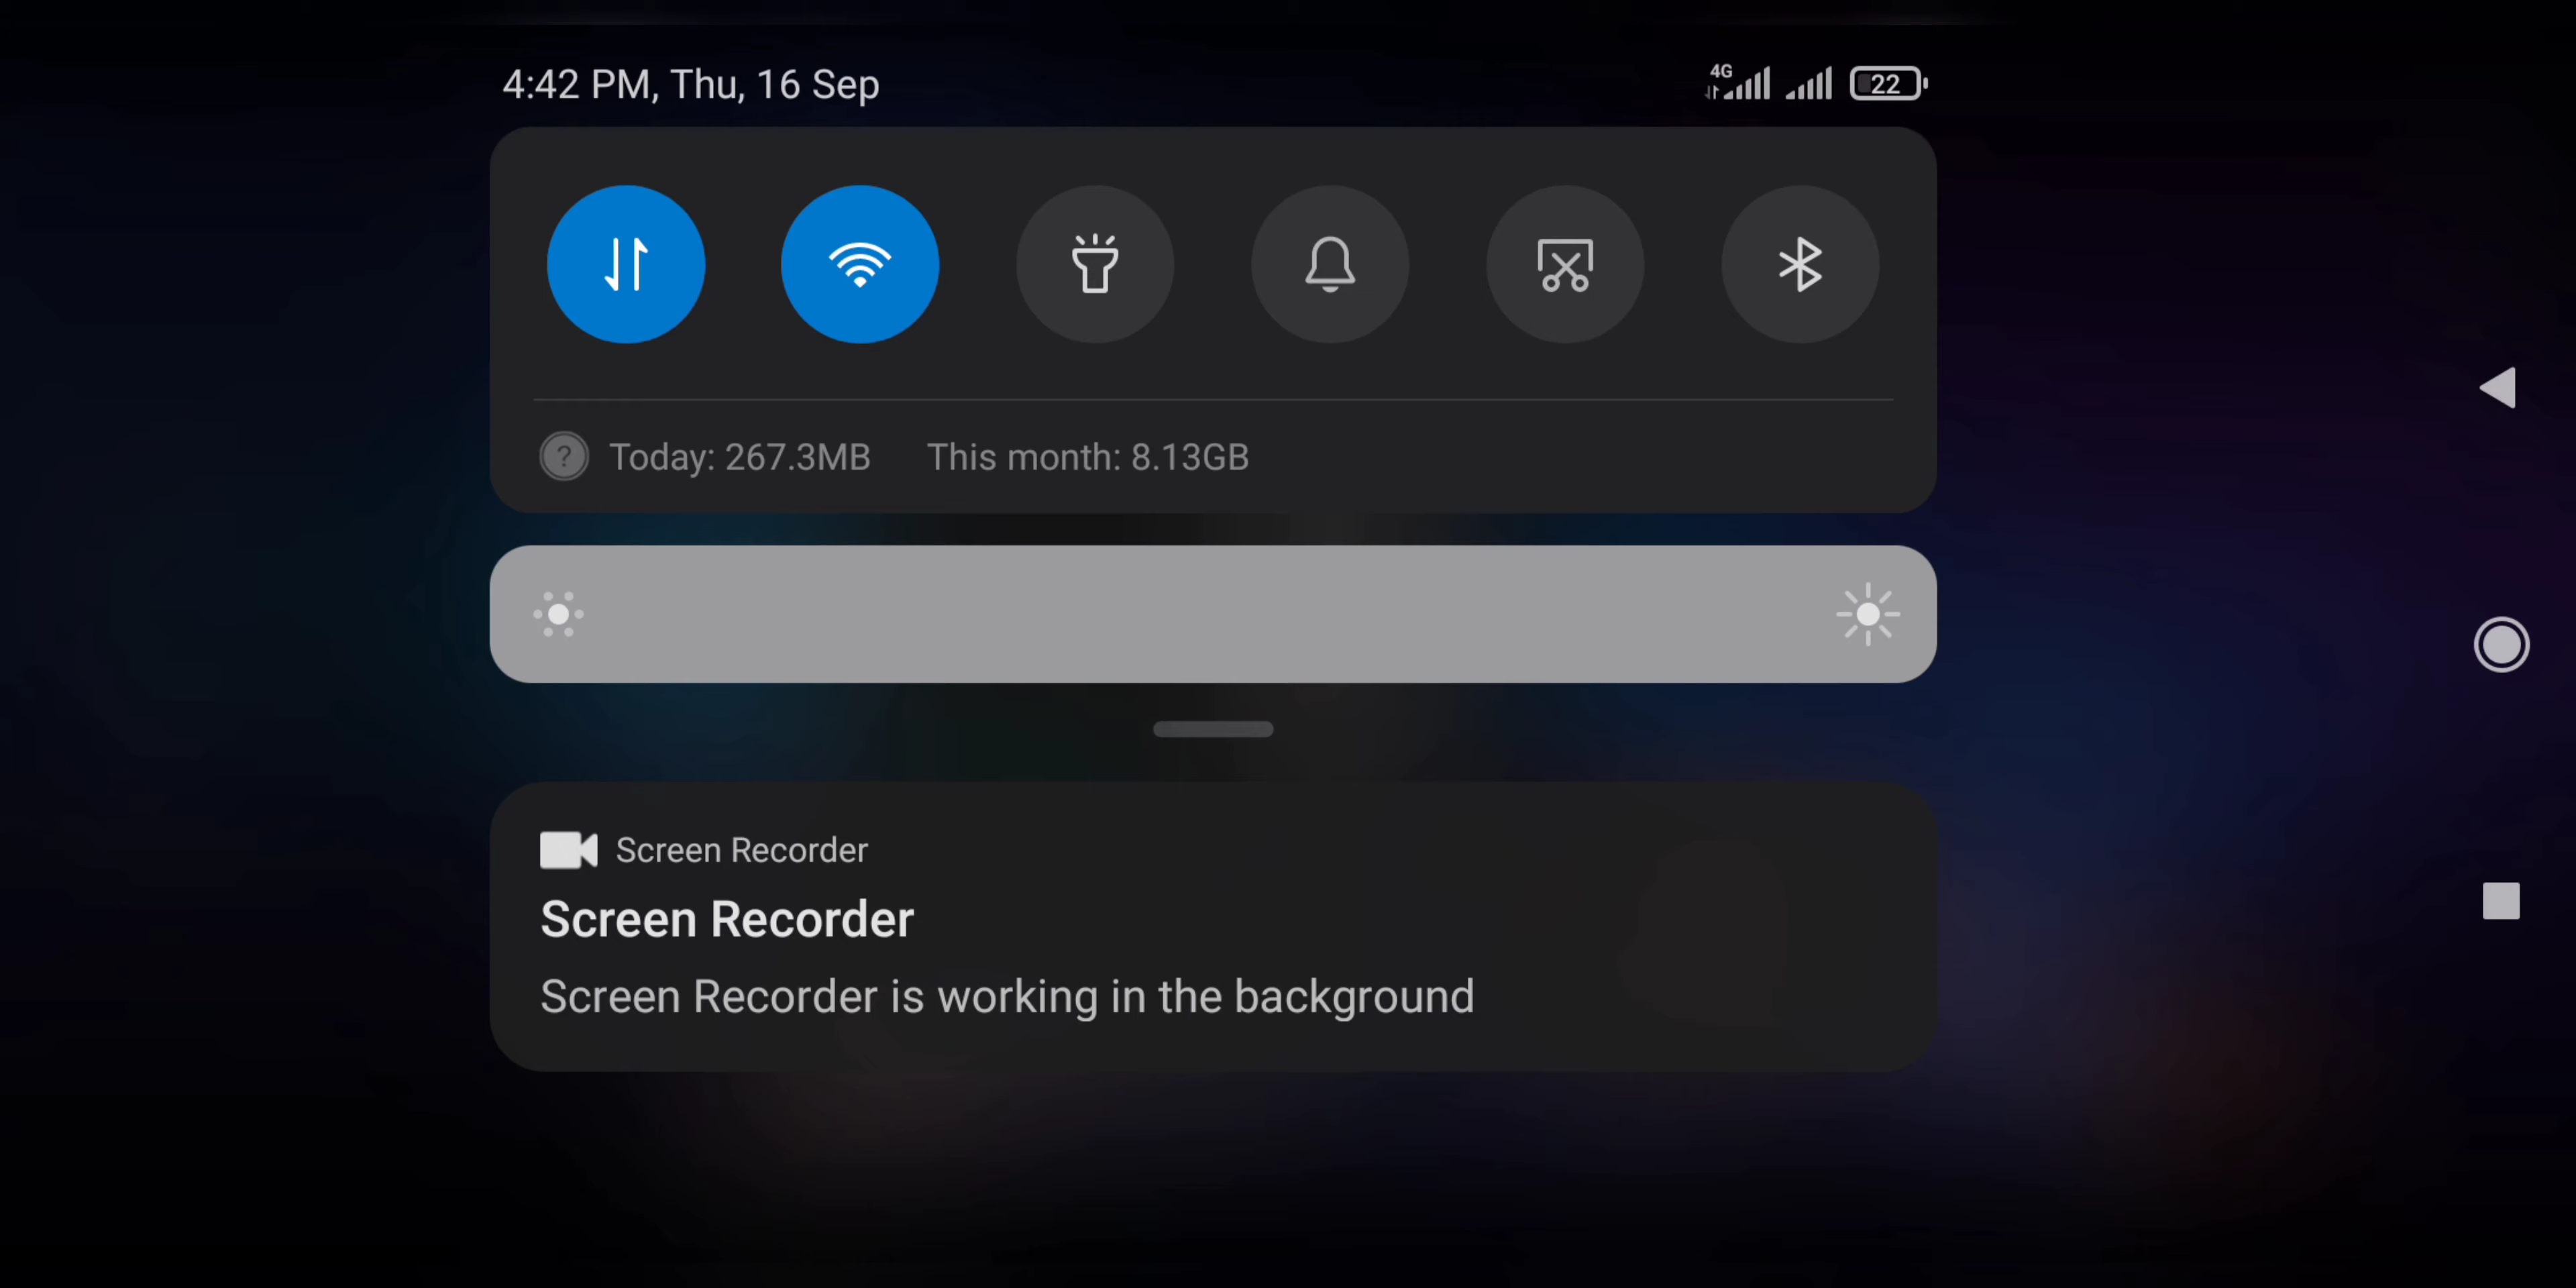 4:42 PM, Thu, 16 Sep
4G
22
Today: 267.3MB This month: 8.13GB
Screen Recorder
Screen Recorder
Screen Recorder is working in the background